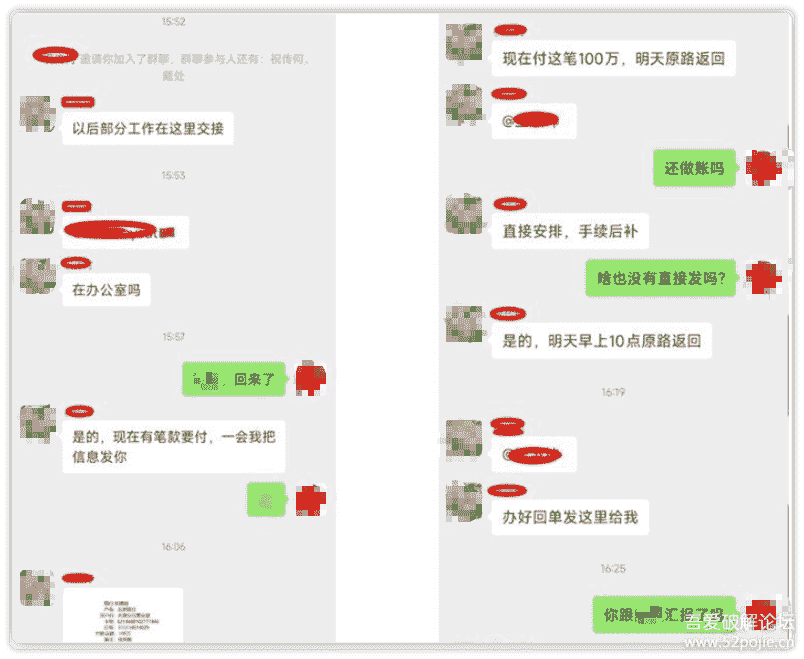 15:52
邀请你加入了群聊，群聊参与人还有：祝传何、
戴处
以后部分工作在这里交接
15:53
在办公室吗
15:57
，回来了
是的，现在有笔款要付，一会我把
信息发你
16:06
现在付这笔100万，明天原路返回
@
还做账吗
直接安排，手续后补
啥也没有直接发吗？
是的，明天早上10点原路返回
16:19
@
办好回单发这里给我
16:25
你跟 汇报了吗
吾爱破解论坛
www.52pojie.cn